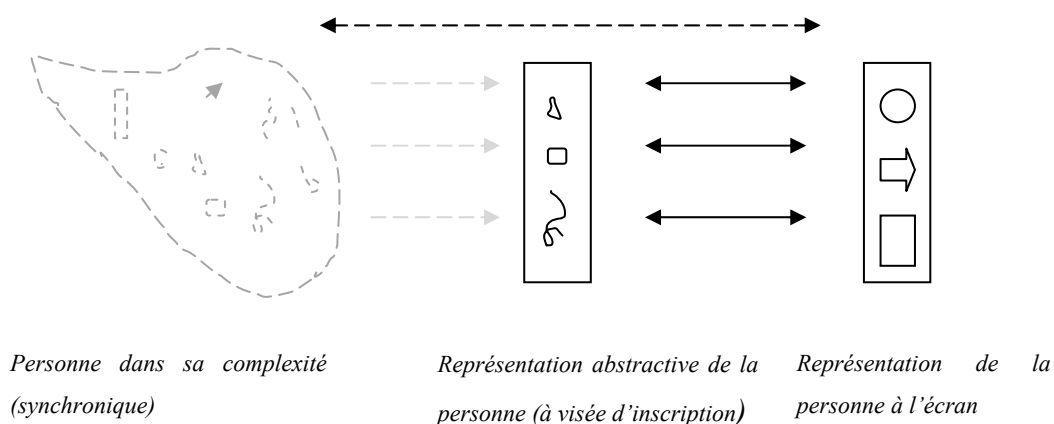 Personne dans sa complexité
(synchronique)
Représentation abstractive de la
personne (à visée d’inscription)
Représentation de la
personne à l’écran